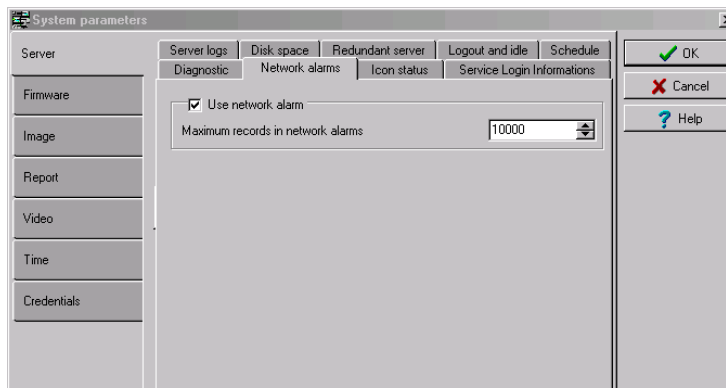 System parameters
Server
Firmware
Image
Report
Video
Time
Credentials
Server logs
Disk space
Redundant server
Logout and idle
Schedule
Diagnostic
Network alarms
Icon status
Service Login Informations
Use network alarm
Maximum records in network alarms
10000
OK
Cancel
Help